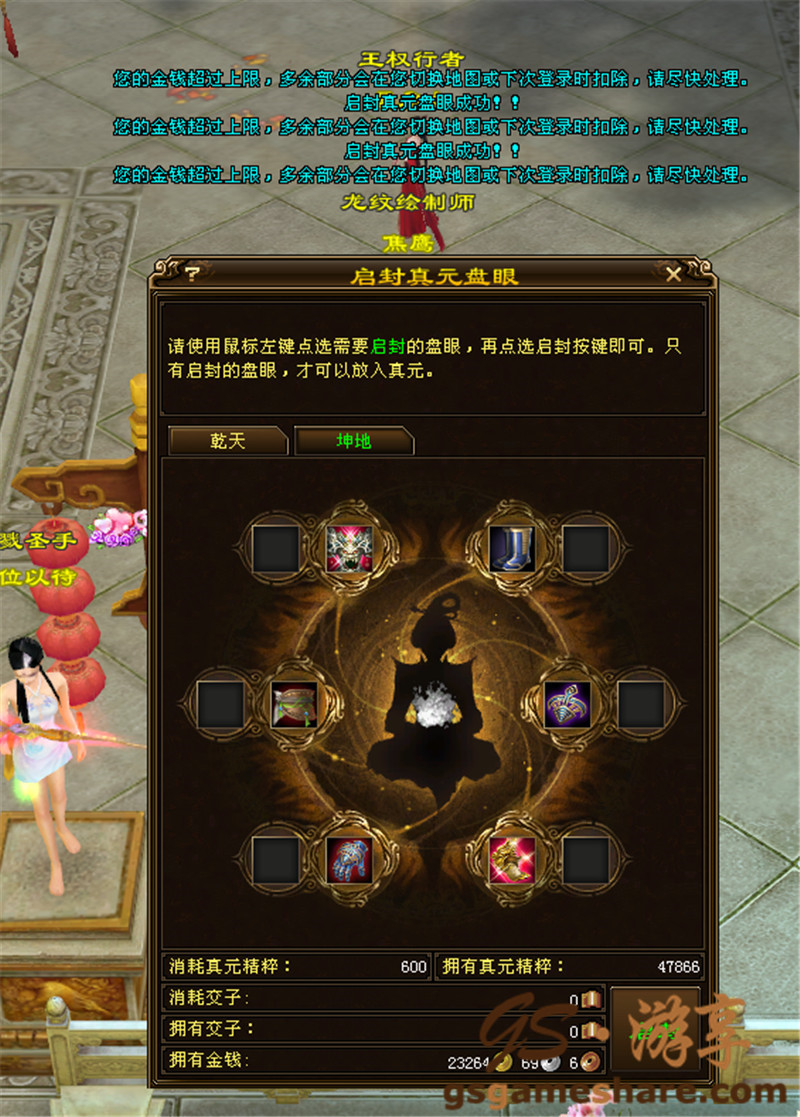 王权行者
您的金钱超过上限，多余部分会在您切换地图或下次登录时扣除，请尽快处理。
启封真元盘眼成功！！
您的金钱超过上限，多余部分会在您切换地图或下次登录时扣除，请尽快处理。
启封真元盘眼成功！！
您的金钱超过上限，多余部分会在您切换地图或下次登录时扣除，请尽快处理。
龙纹绘制师
焦鹰
? 启封真元盘眼 X
请使用鼠标左键点选需要启封的盘眼，再点选启封按键即可。只
有启封的盘眼，才可以放入真元。
乾天 坤地
圣手
位以待
消耗真元精粹： 600 拥有真元精粹： 47866
消耗交子: 0
拥有交子： 0
拥有金钱: 23264 69 6
GS·游享
gsgameshare.com